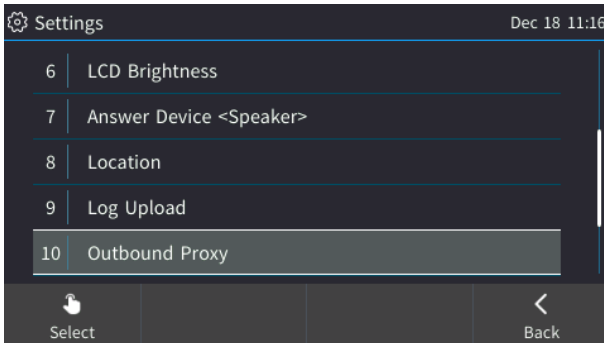 Settings Dec 18 11:16
6 LCD Brightness
7 Answer Device <Speaker>
8 Location
9 Log Upload
10 Outbound Proxy
Select Back